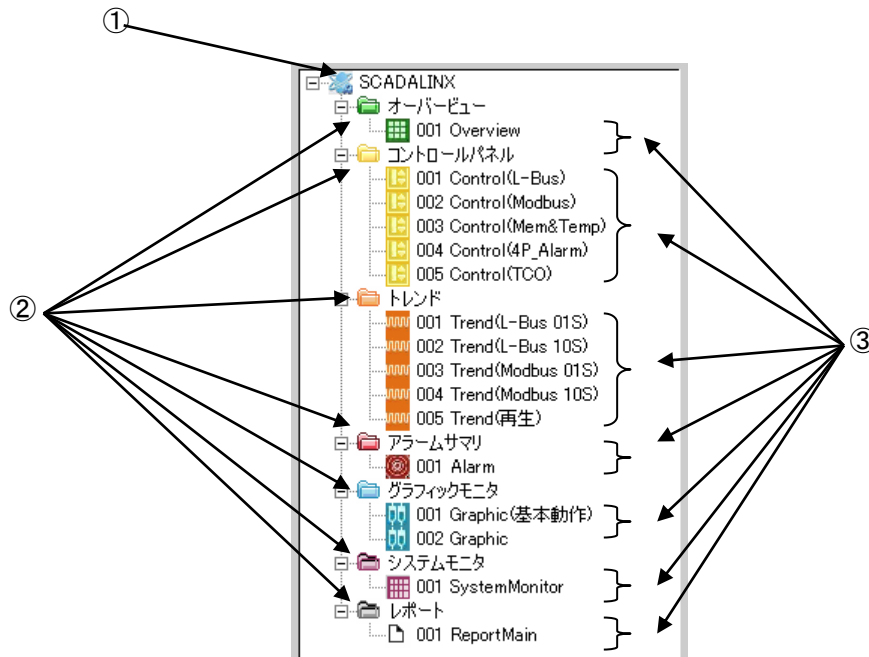 ①
SCADALINX
オーバービュー
001 Overview
コントロールパネル
001 Control(L-Bus)
002 Control(Modbus)
003 Control(Mem&Temp)
004 Control(4P_Alarm)
005 Control(TCO)
②
トレンド
001 Trend(L-Bus 01S)
002 Trend(L-Bus 10S)
003 Trend(Modbus 01S)
004 Trend(Modbus 10S)
005 Trend(再生)
③
アラームサマリ
001 Alarm
グラフィックモニタ
001 Graphic(基本動作)
002 Graphic
システムモニタ
001 SystemMonitor
レポート
001 ReportMain